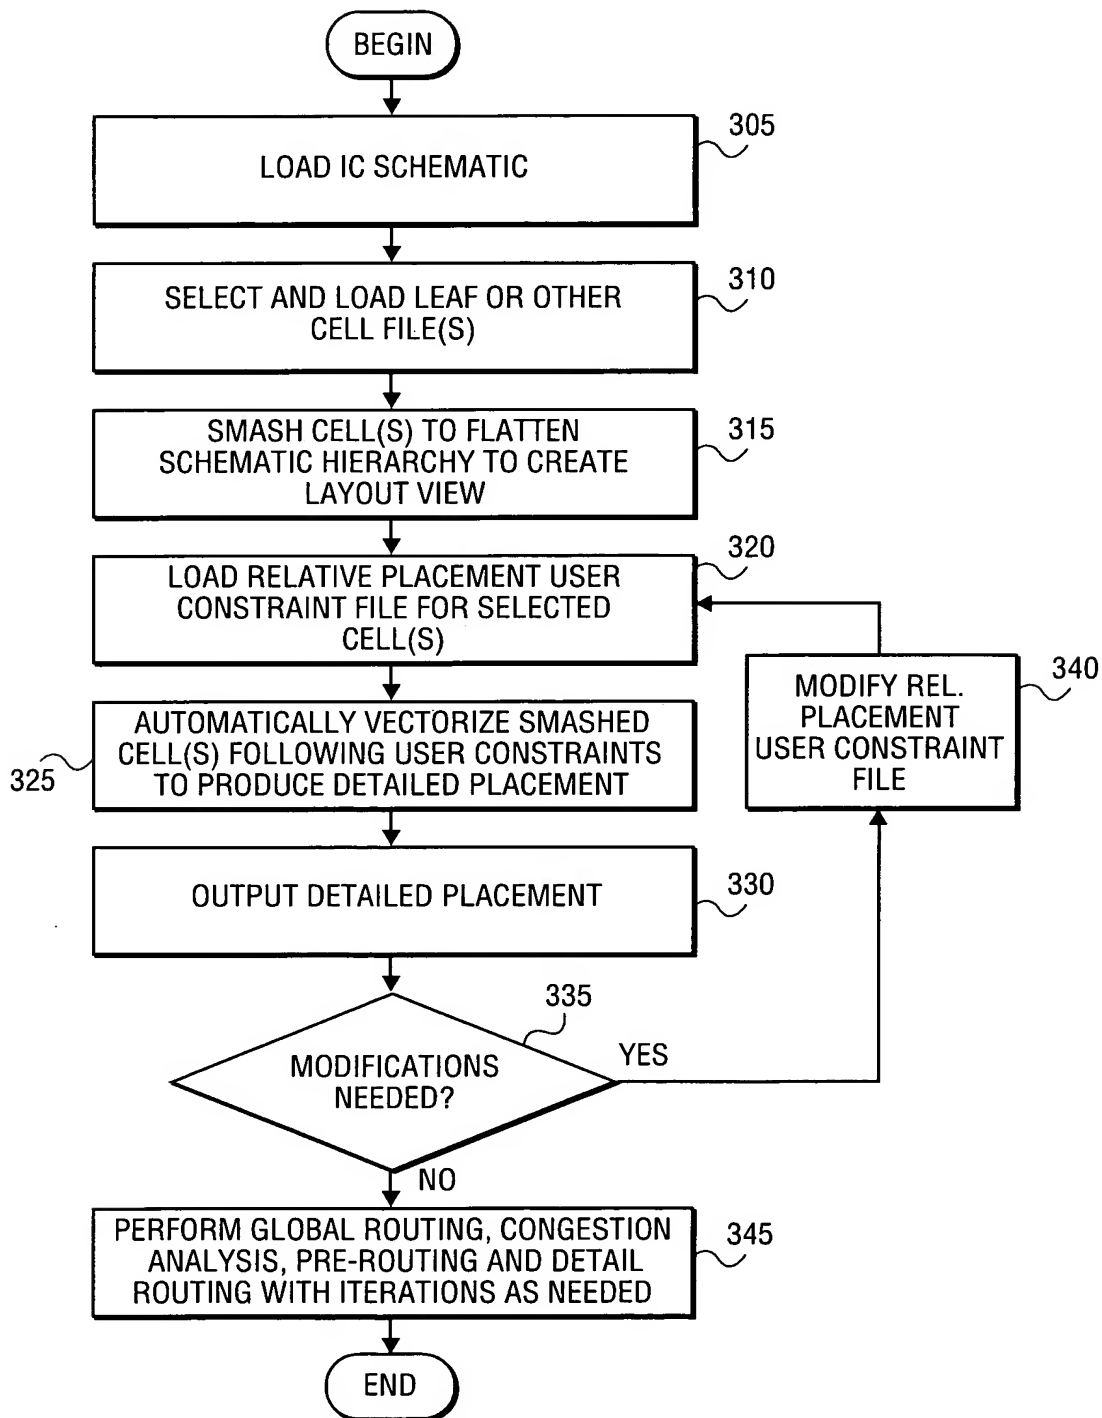 BEGIN
305
LOAD IC SCHEMATIC
310
SELECT AND LOAD LEAF OR OTHER
CELL FILE(S)
315
SMASH CELL(S) TO FLATTEN
SCHEMATIC HIERARCHY TO CREATE
LAYOUT VIEW
320
LOAD RELATIVE PLACEMENT USER
CONSTRAINT FILE FOR SELECTED
CELL(S)
340
MODIFY REL.
PLACEMENT
USER CONSTRAINT
FILE
325
AUTOMATICALLY VECTORIZE SMASHED
CELL(S) FOLLOWING USER CONSTRAINTS
TO PRODUCE DETAILED PLACEMENT
330
OUTPUT DETAILED PLACEMENT
335
MODIFICATIONS
NEEDED?
YES
NO
345
PERFORM GLOBAL ROUTING, CONGESTION
ANALYSIS, PRE-ROUTING AND DETAIL
ROUTING WITH ITERATIONS AS NEEDED
END